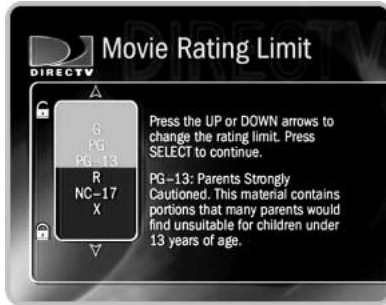 DIRECTV
Movie Rating Limit
G
PG
PG-13
R
NC-17
X
Press the UP or DOWN arrows to
change the rating limit. Press
SELECT to continue.
PG-13: Parents Strongly
Cautioned. This material contains
portions that many parents would
find unsuitable for children under
13 years of age.